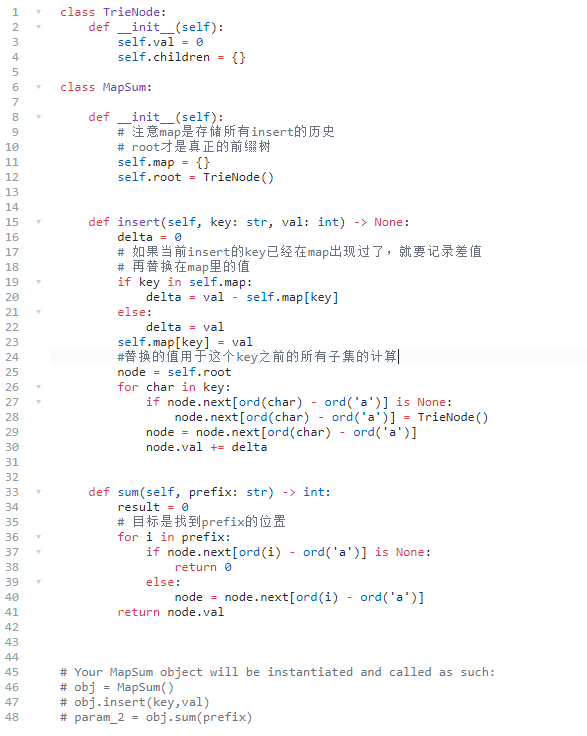 1 class TrieNode:
2     def __init__(self):
3         self.val = 0
4         self.children = {}
5
6 class MapSum:
7
8     def __init__(self):
9         # 注意map是存储所有insert的历史
10         # root才是真正的前缀树
11         self.map = {}
12         self.root = TrieNode()
13
14
15     def insert(self, key: str, val: int) -> None:
16         delta = 0
17         # 如果当前insert的key已经在map出现过了，就要记录差值
18         # 再替换在map里的值
19         if key in self.map:
20             delta = val - self.map[key]
21         else:
22             delta = val
23         self.map[key] = val
24         #替换的值用于这个key之前的所有子集的计算
25         node = self.root
26         for char in key:
27             if node.next[ord(char) - ord('a')] is None:
28                 node.next[ord(char) - ord('a')] = TrieNode()
29             node = node.next[ord(char) - ord('a')]
30             node.val += delta
31
32
33     def sum(self, prefix: str) -> int:
34         result = 0
35         # 目标是找到prefix的位置
36         for i in prefix:
37             if node.next[ord(i) - ord('a')] is None:
38                 return 0
39             else:
40                 node = node.next[ord(i) - ord('a')]
41         return node.val
42
43
44
45 # Your MapSum object will be instantiated and called as such:
46 # obj = MapSum()
47 # obj.insert(key,val)
48 # param_2 = obj.sum(prefix)